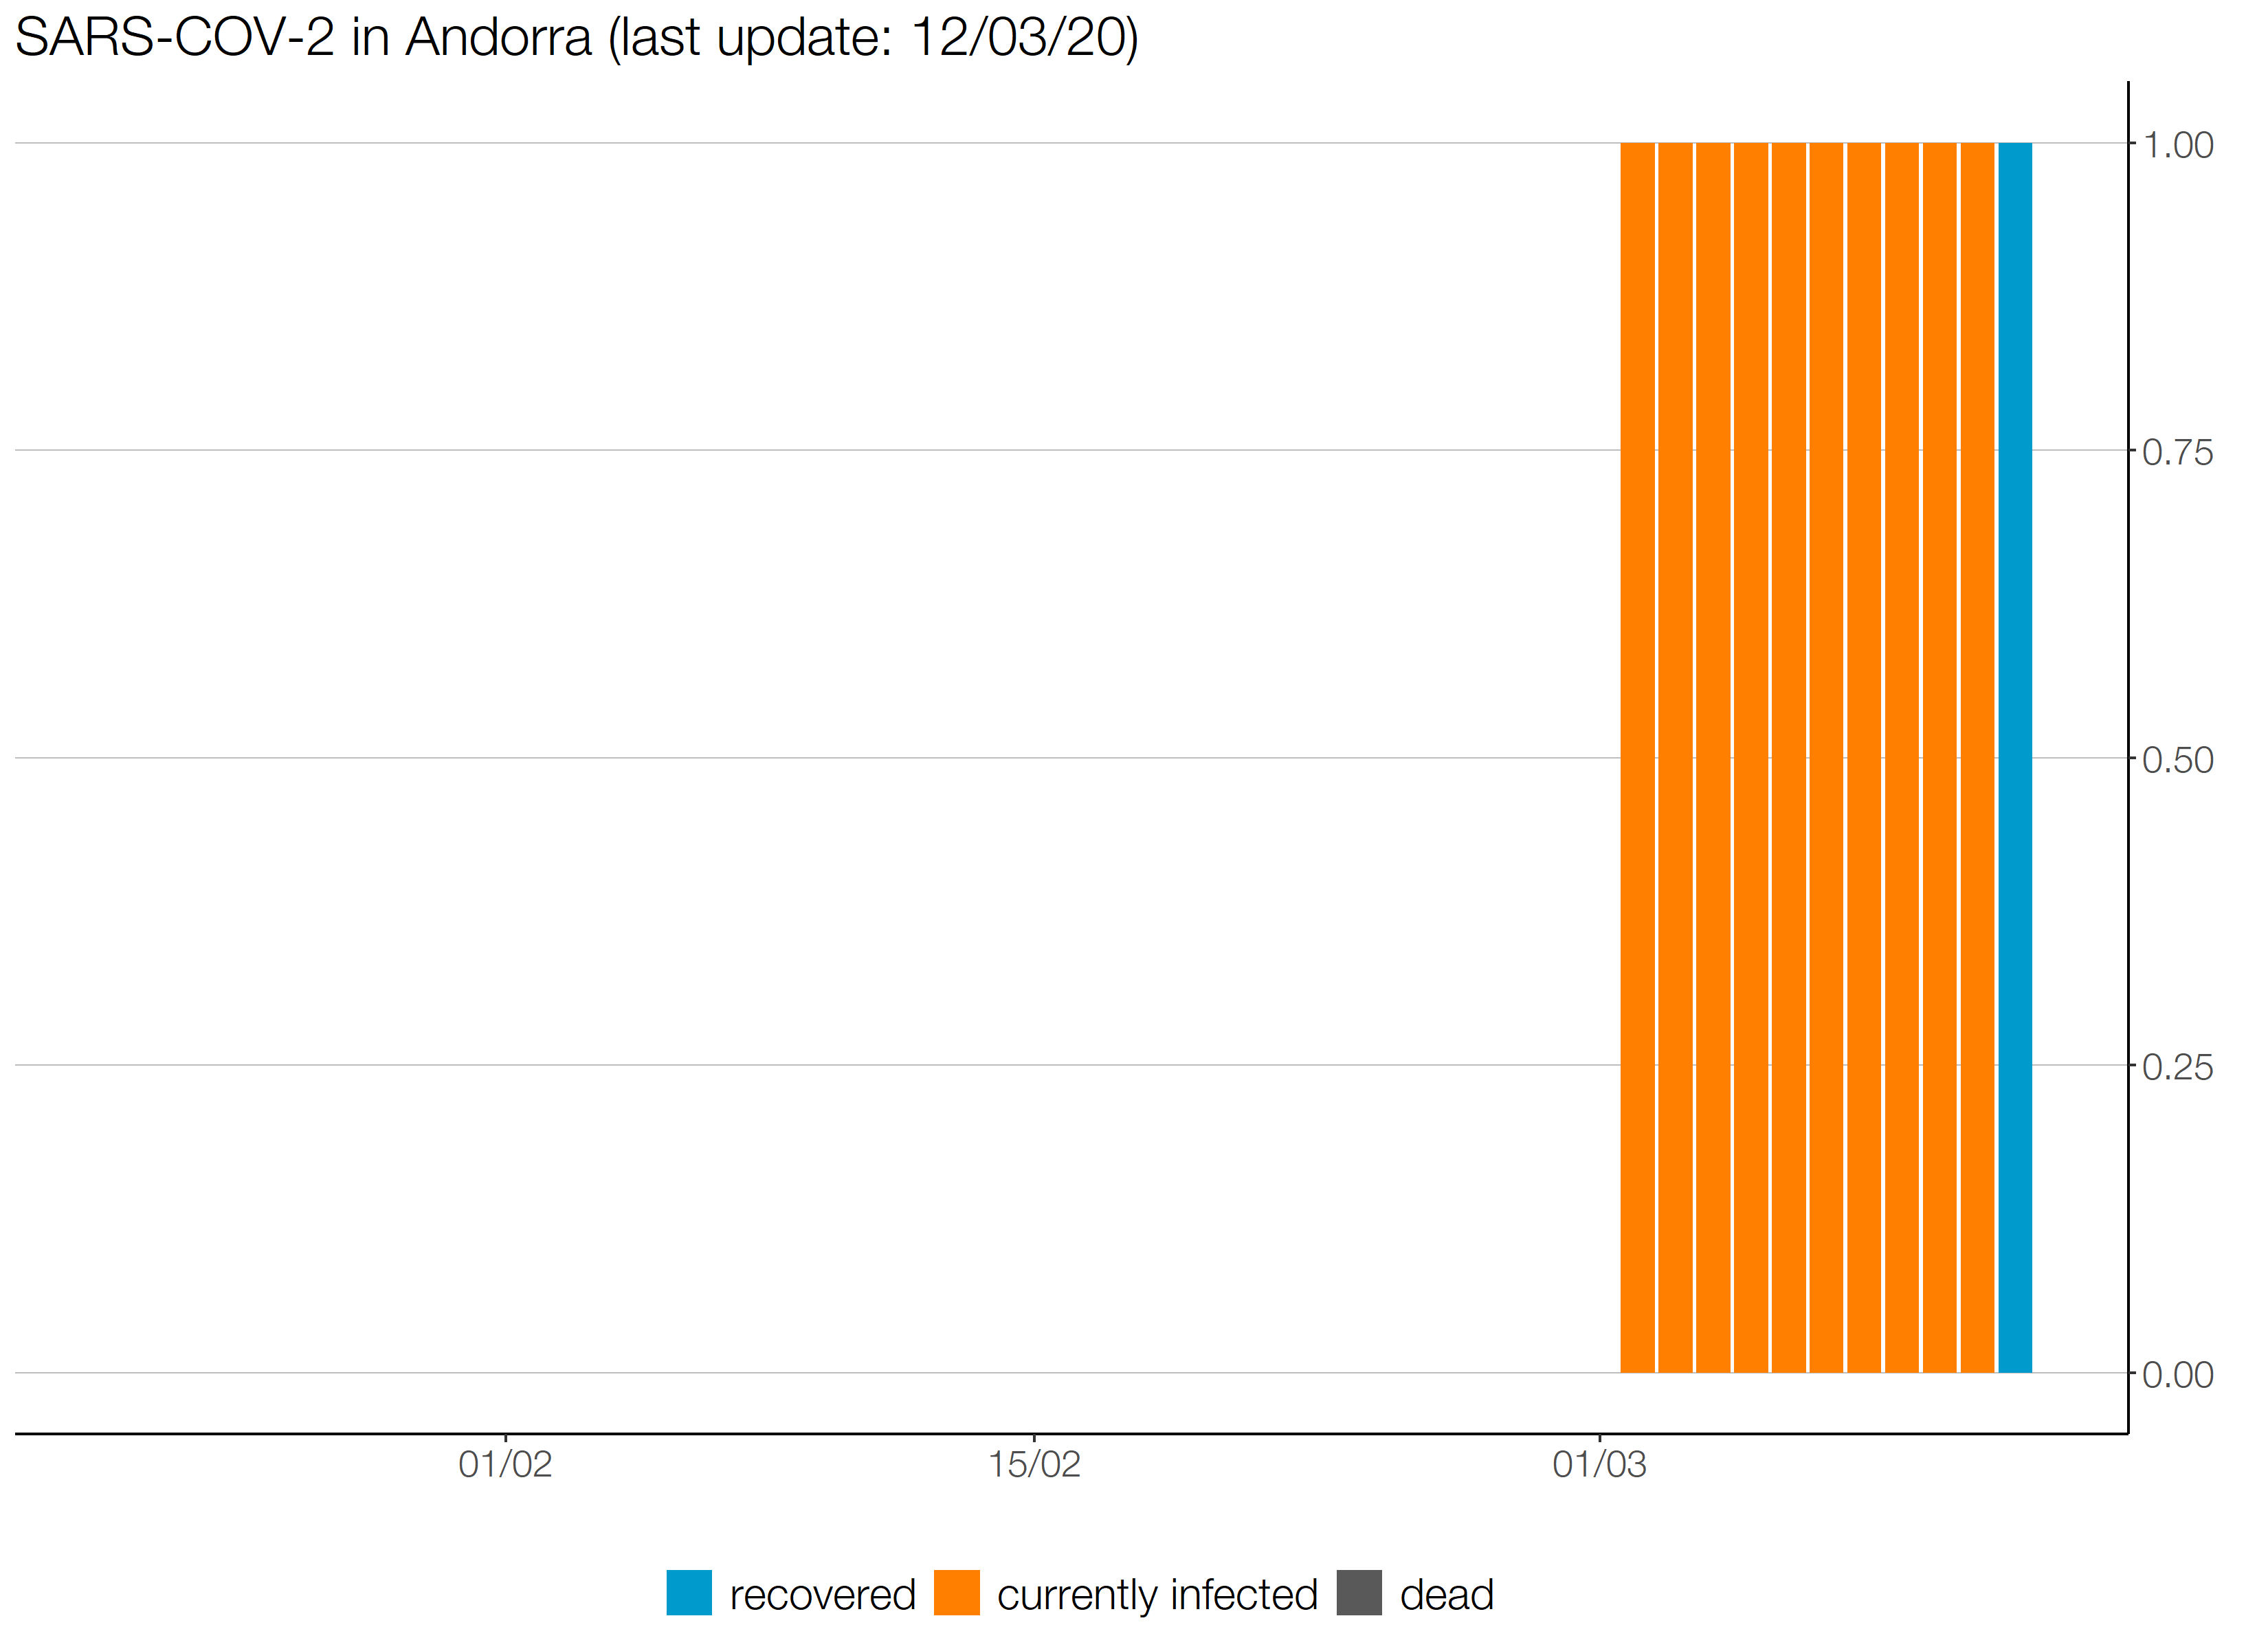 SARS-COV-2 in Andorra (last update: 12/03/20)
1.00
0.75
0.50
0.25
0.00
01/02 15/02 01/03
recovered currently infected dead